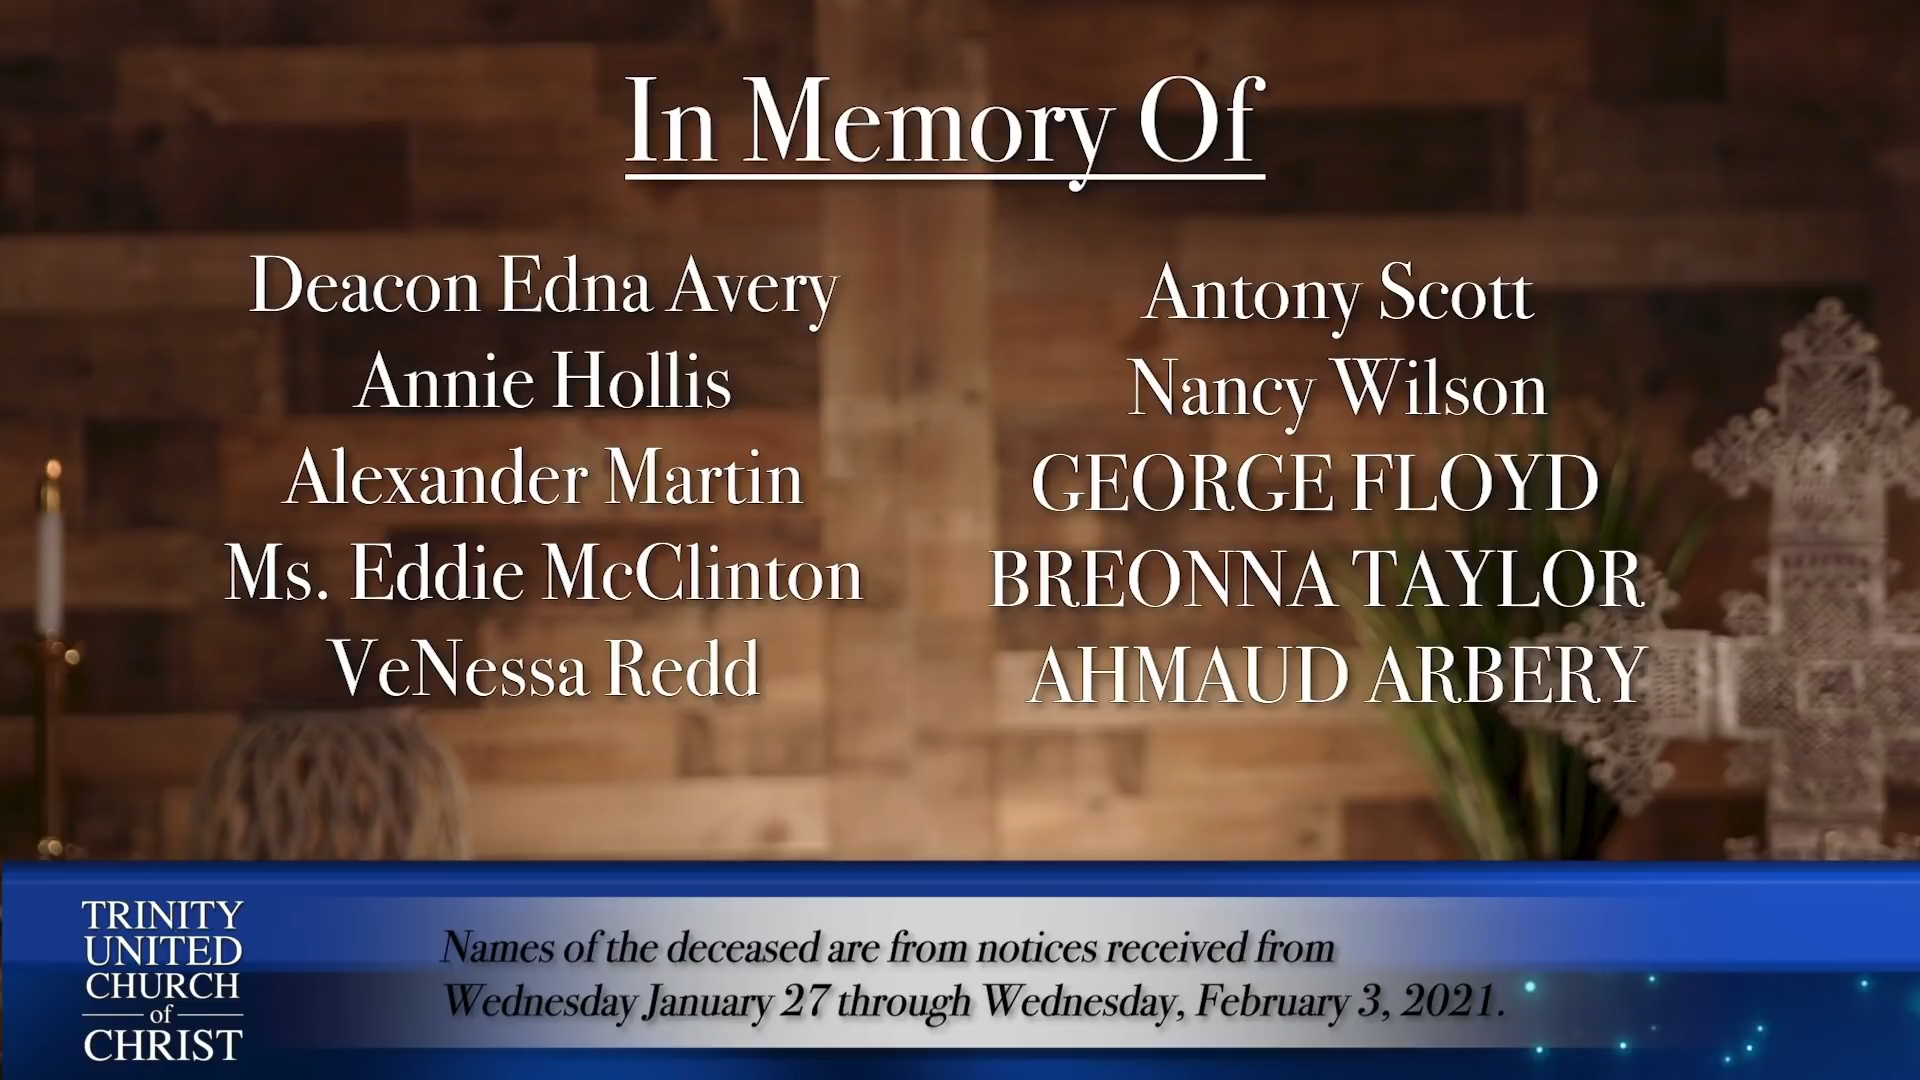 In Memory Of
Deacon Edna Avery
Annie Hollis
Alexander Martin
Ms. Eddie McClinton
VeNessa Redd
Antony Scott
Nancy Wilson
GEORGE FLOYD
BREONNA TAYLOR
AHMAUD ARBERY
TRINITY
UNITED
CHURCH
of
CHRIST
Names of the deceased are from notices received from
Wednesday January 27 through Wednesday, February 3, 2021.